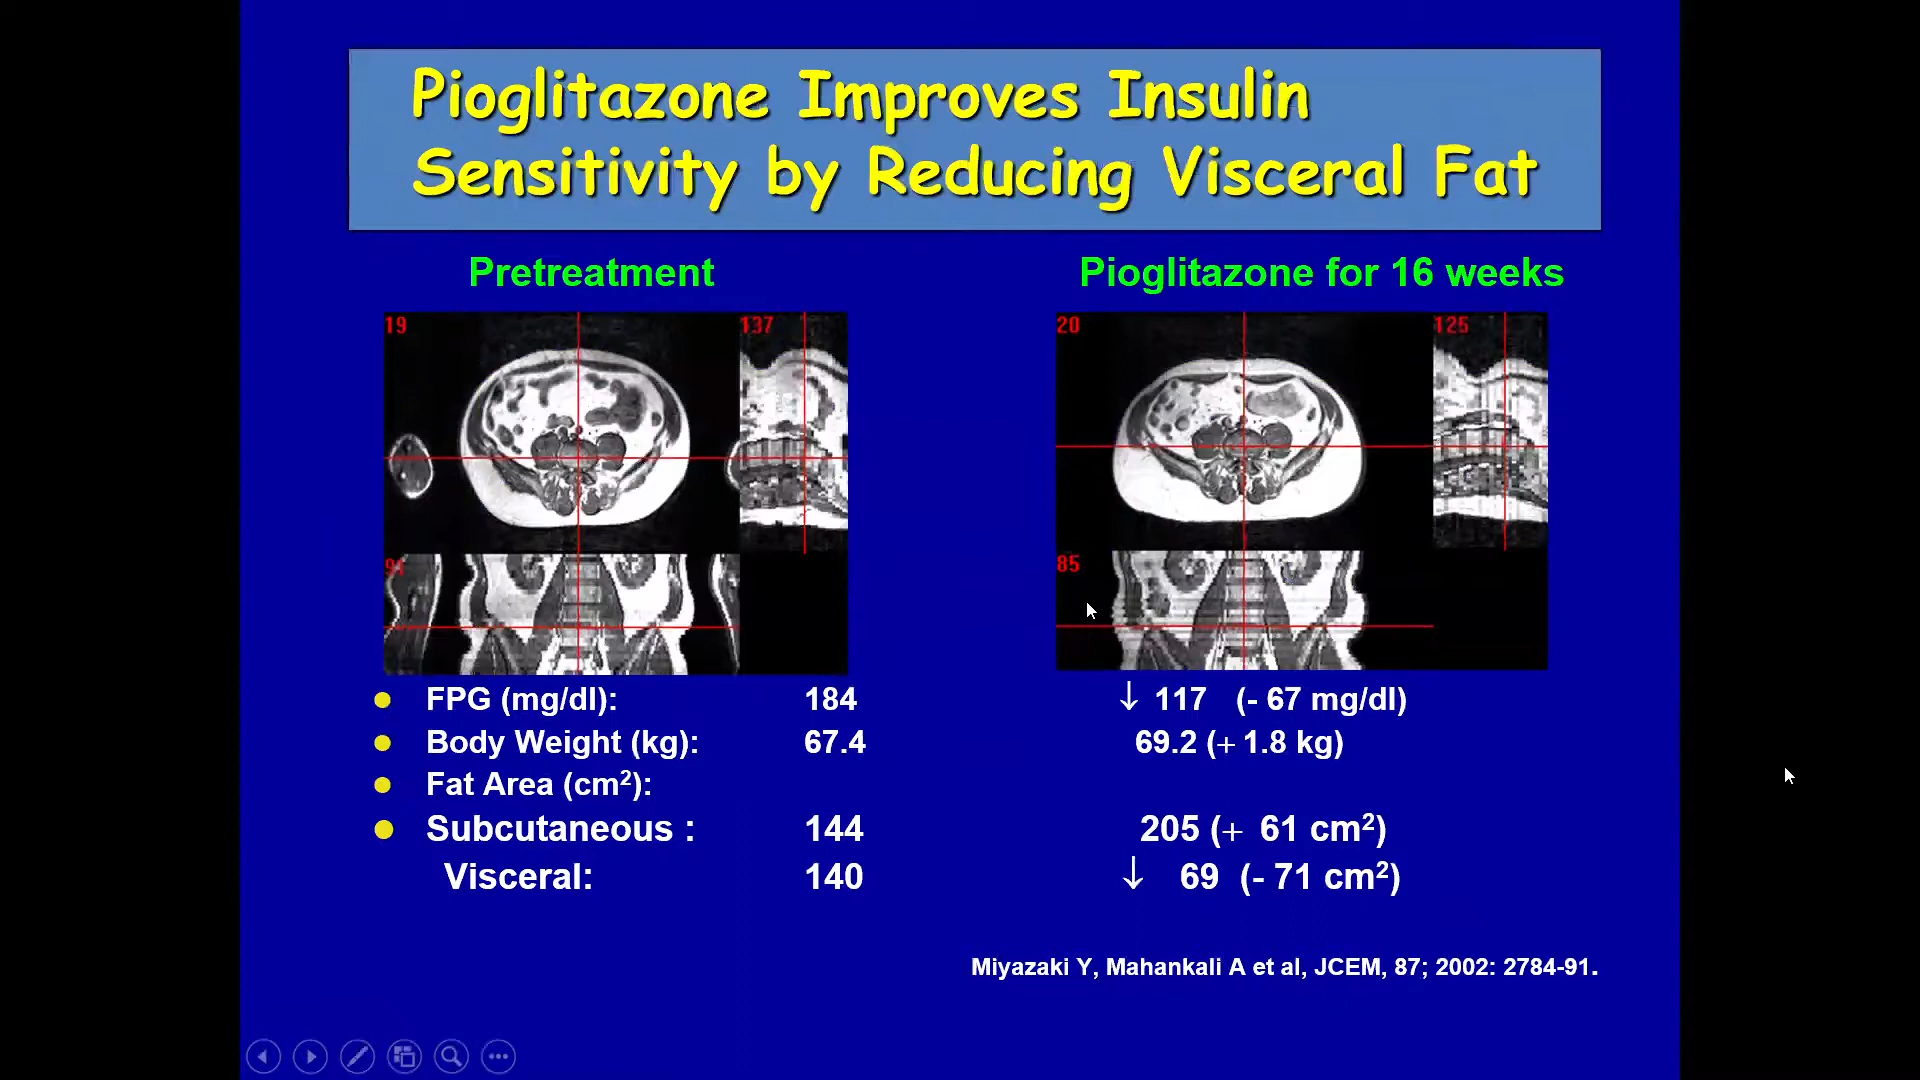 Pioglitazone Improves Insulin
Sensitivity by Reducing Visceral Fat
Pretreatment
Pioglitazone for 16 weeks
19
137
91
20
125
85
FPG (mg/dl): 184 ↓ 117 (- 67 mg/dl)
Body Weight (kg): 67.4 69.2 (+ 1.8 kg)
Fat Area (cm²):
Subcutaneous : 144 205 (+ 61 cm²)
Visceral: 140 ↓ 69 (- 71 cm²)
Miyazaki Y, Mahankali A et al, JCEM, 87; 2002: 2784-91.